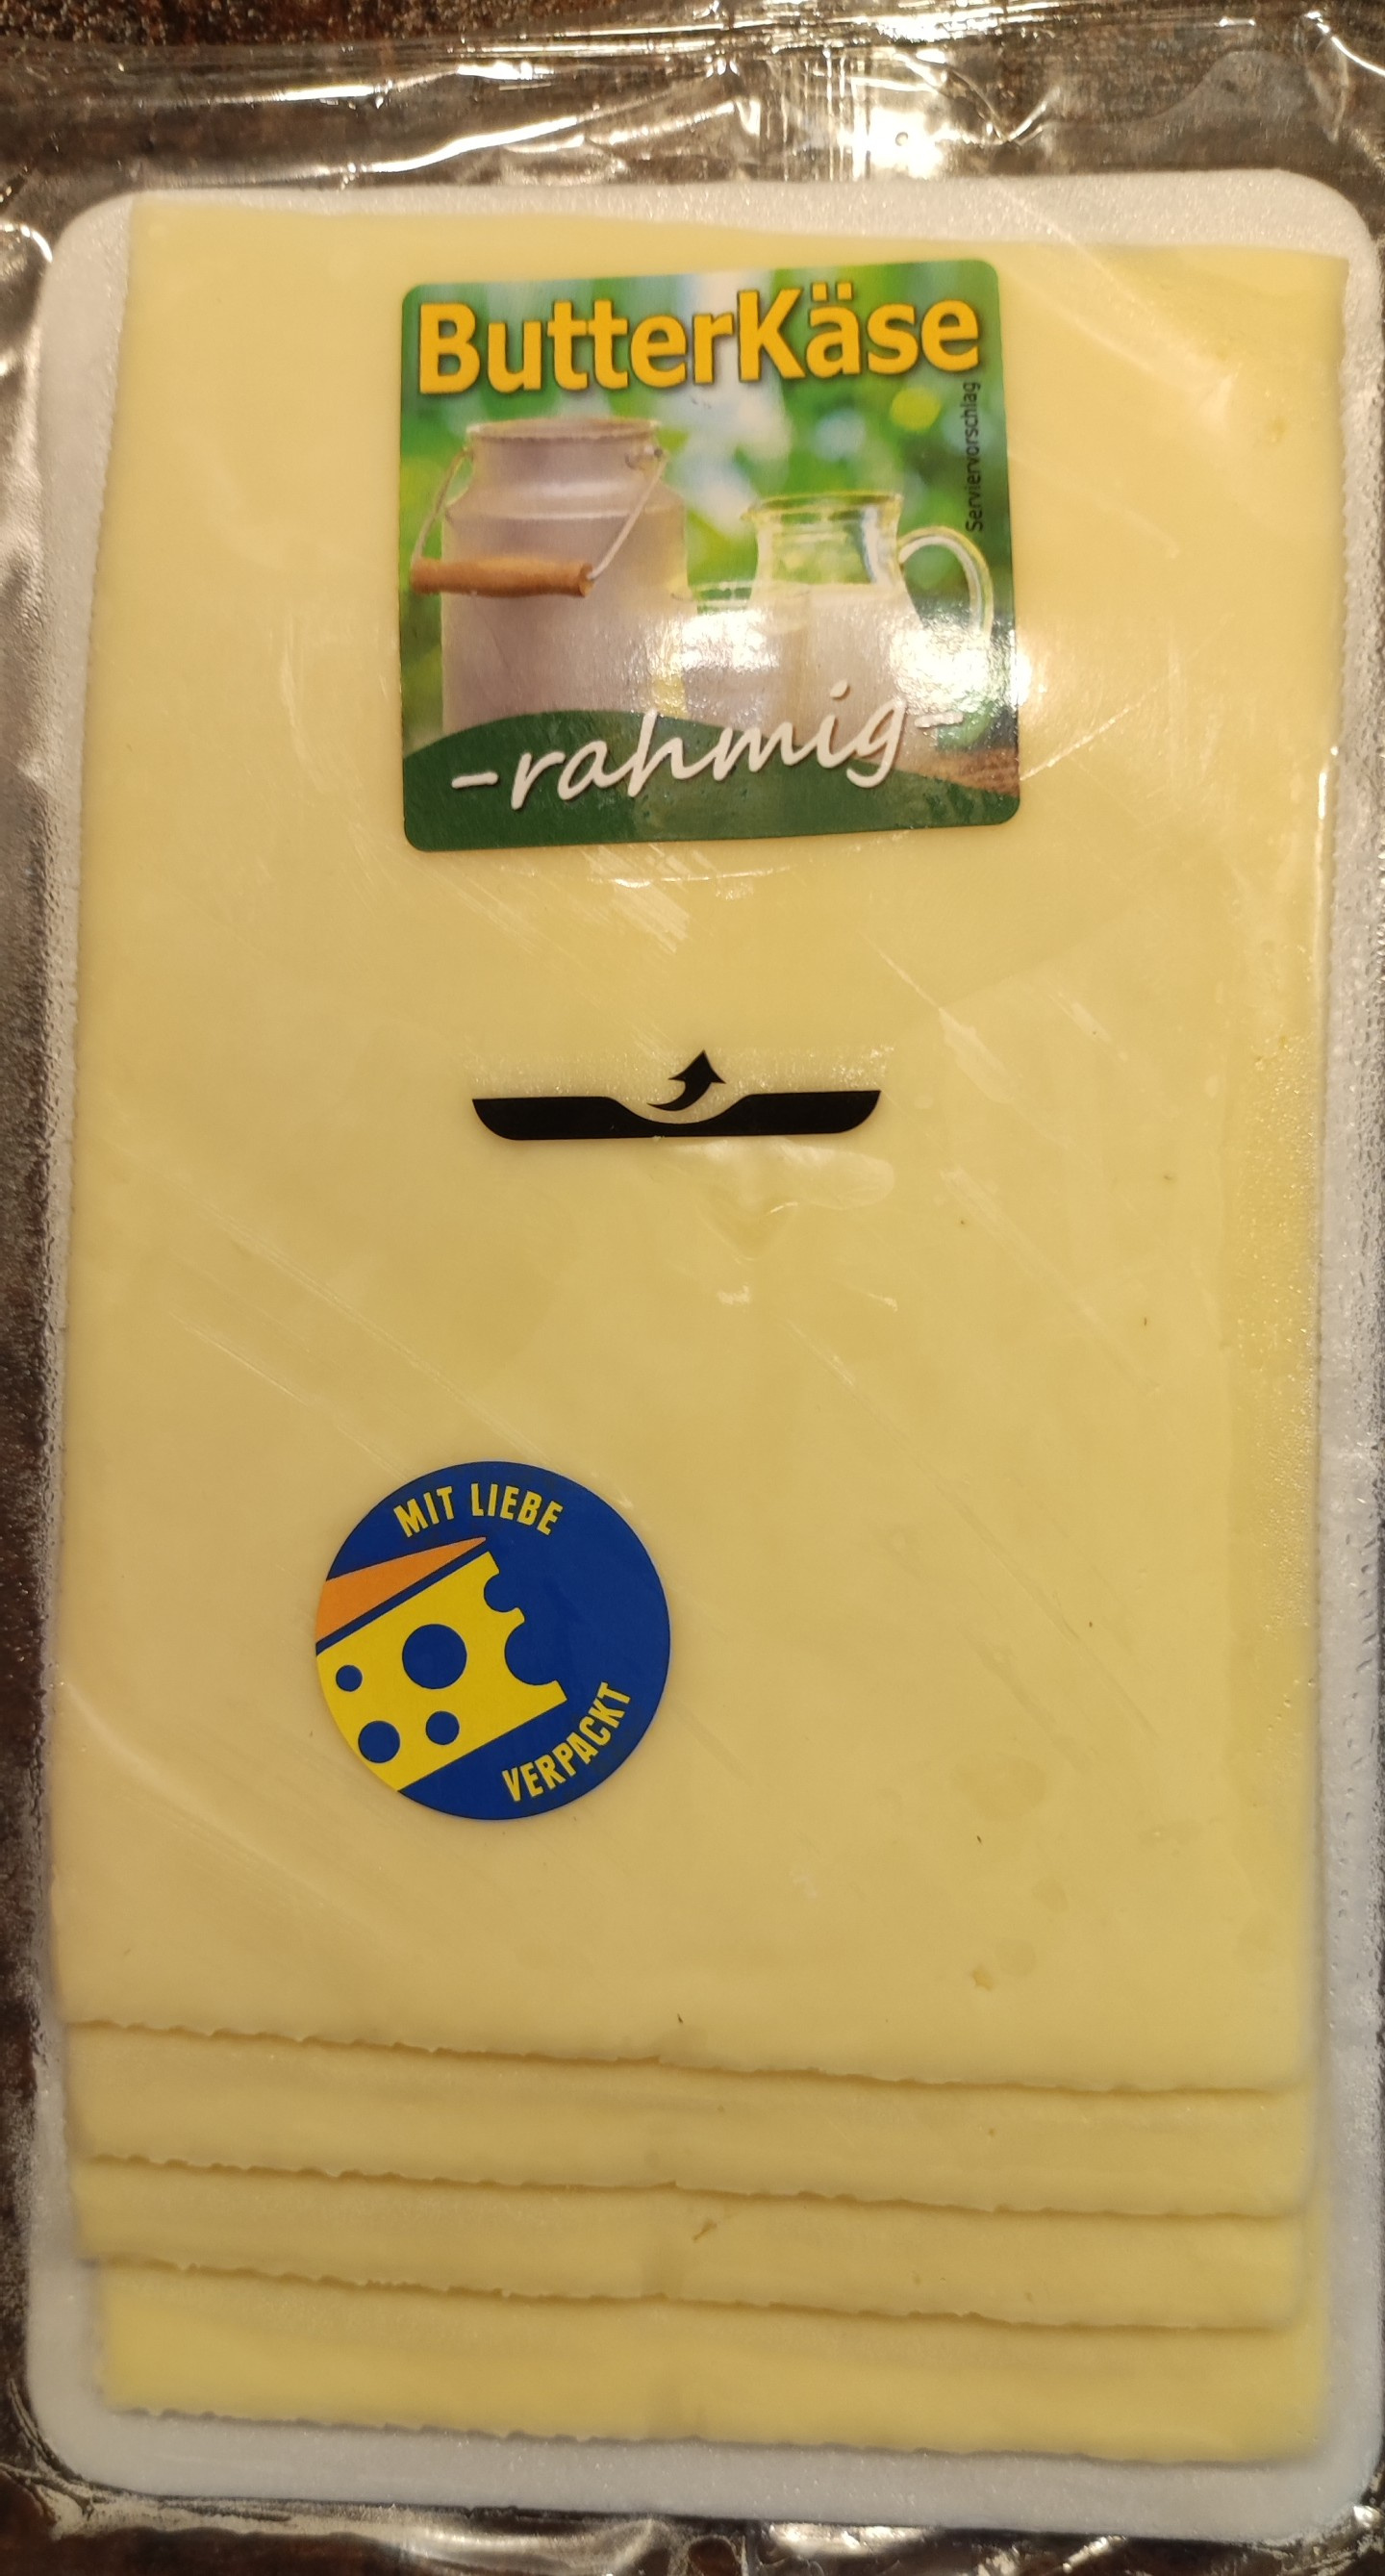 ButterKäse
Serviervorschlag
-rahmig-
MIT LIEBE
VERPACKT